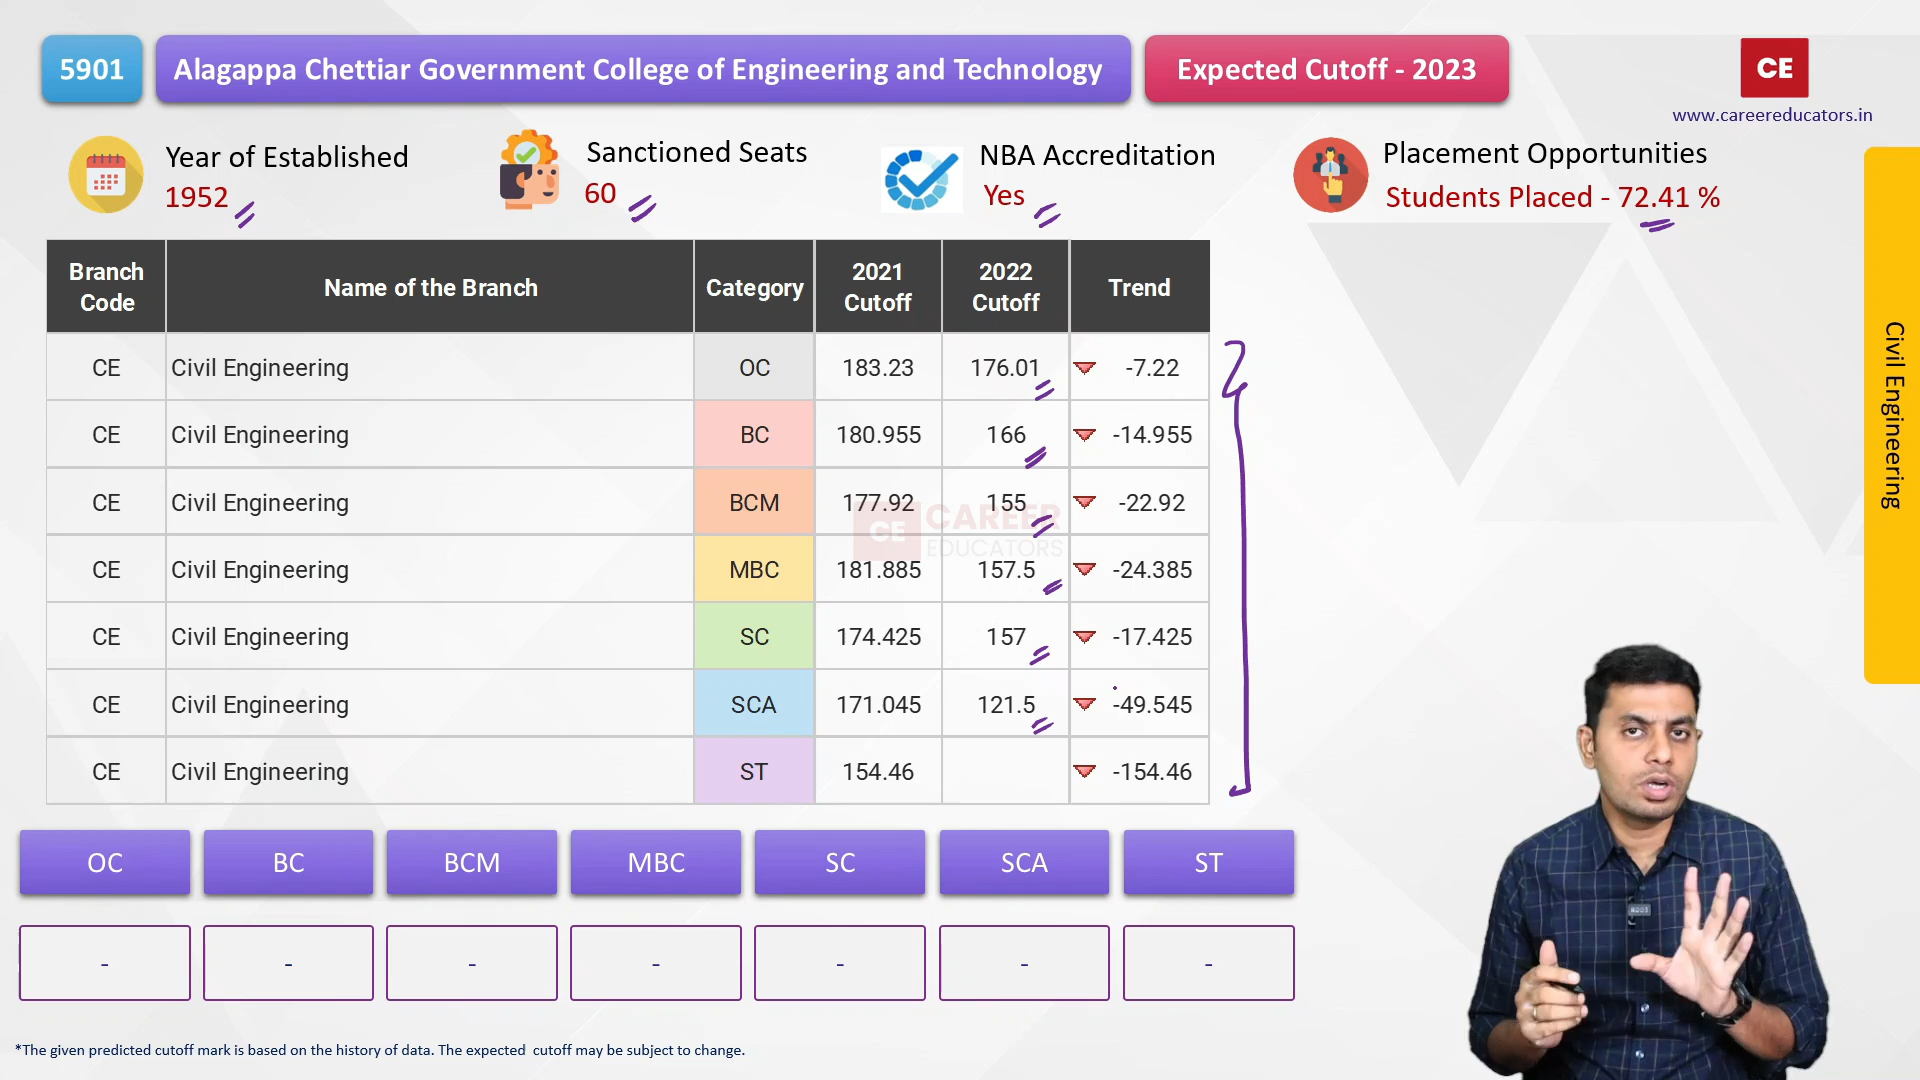 5901
Alagappa Chettiar Government College of Engineering and Technology
Expected Cutoff - 2023
CE
www.careereducators.in
Year of Established
1952
Sanctioned Seats
60
NBA Accreditation
Yes
Placement Opportunities
Students Placed - 72.41 %
Civil Engineering
Branch Code Name of the Branch Category 2021 Cutoff 2022 Cutoff Trend
CE Civil Engineering OC 183.23 176.01 -7.22
CE Civil Engineering BC 180.955 166 -14.955
CE Civil Engineering BCM 177.92 155 -22.92
CE CAREER EDUCATORS
CE Civil Engineering MBC 181.885 157.5 -24.385
CE Civil Engineering SC 174.425 157 -17.425
CE Civil Engineering SCA 171.045 121.5 -49.545
CE Civil Engineering ST 154.46 -154.46
OC BC BCM MBC SC SCA ST
- - - - - - -
*The given predicted cutoff mark is based on the history of data. The expected cutoff may be subject to change.